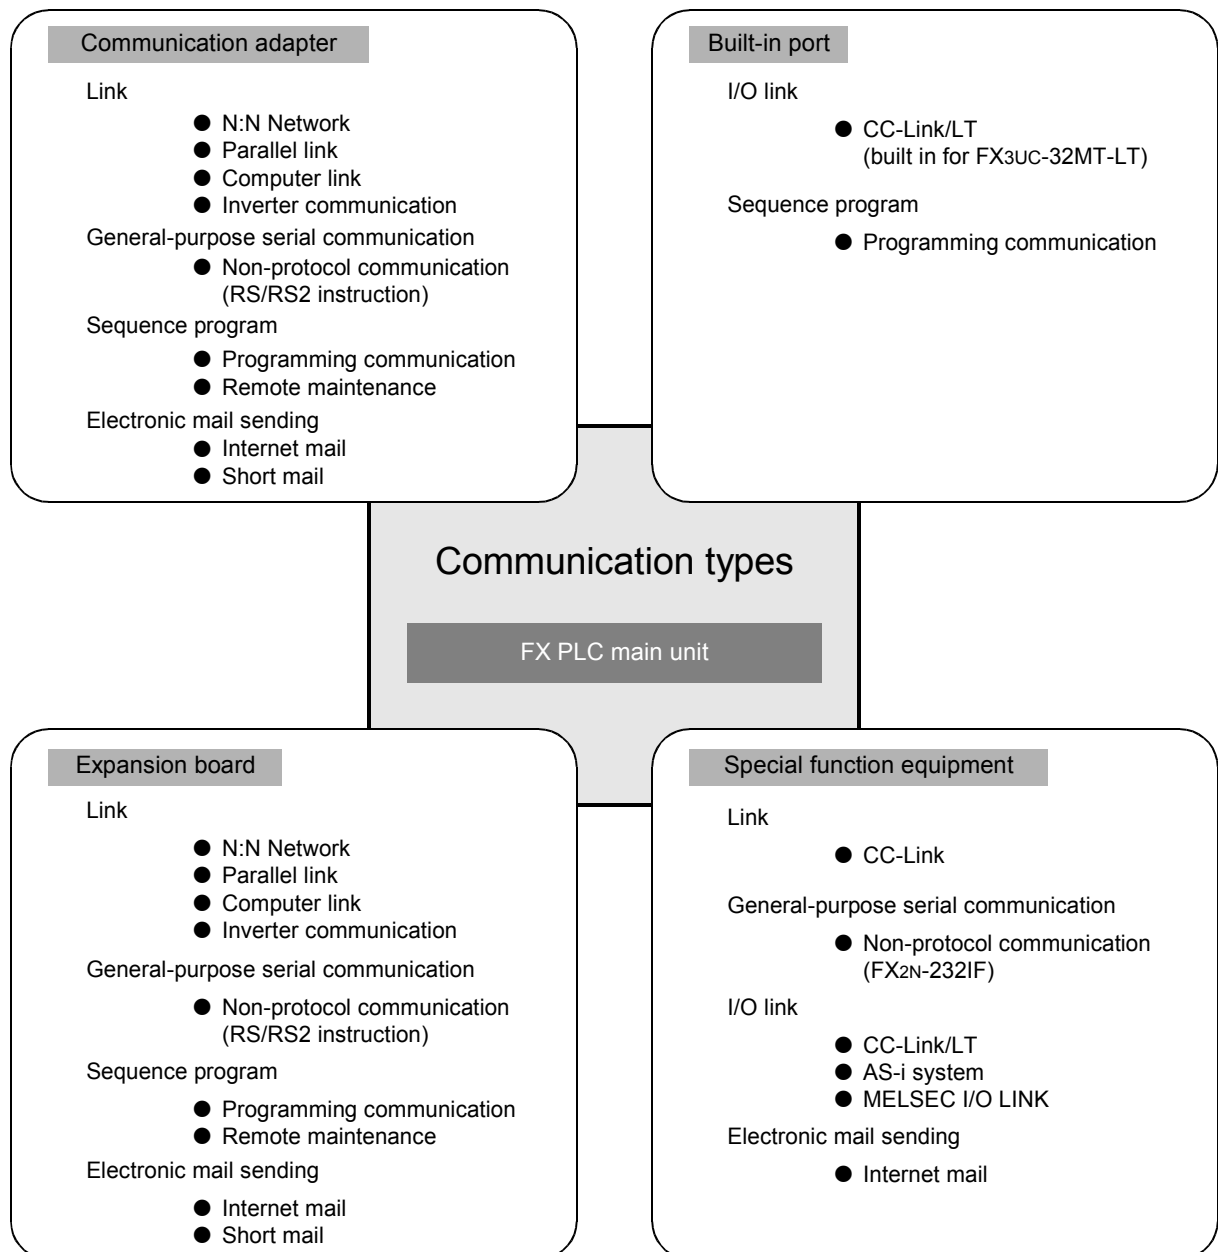 Communication adapter
Link
● N:N Network
● Parallel link
● Computer link
● Inverter communication
General-purpose serial communication
● Non-protocol communication
(RS/RS2 instruction)
Sequence program
● Programming communication
● Remote maintenance
Electronic mail sending
● Internet mail
● Short mail
Built-in port
I/O link
● CC-Link/LT
(built in for FX3UC-32MT-LT)
Sequence program
● Programming communication
Communication types
FX PLC main unit
Expansion board
Link
● N:N Network
● Parallel link
● Computer link
● Inverter communication
General-purpose serial communication
● Non-protocol communication
(RS/RS2 instruction)
Sequence program
● Programming communication
● Remote maintenance
Electronic mail sending
● Internet mail
● Short mail
Special function equipment
Link
● CC-Link
General-purpose serial communication
● Non-protocol communication
(FX2N-232IF)
I/O link
● CC-Link/LT
● AS-i system
● MELSEC I/O LINK
Electronic mail sending
● Internet mail